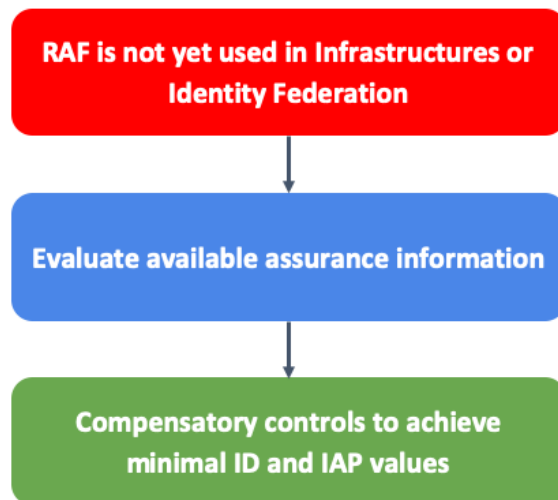 RAF is not yet used in Infrastructures or
Identity Federation
Evaluate available assurance information
Compensatory controls to achieve
minimal ID and IAP values